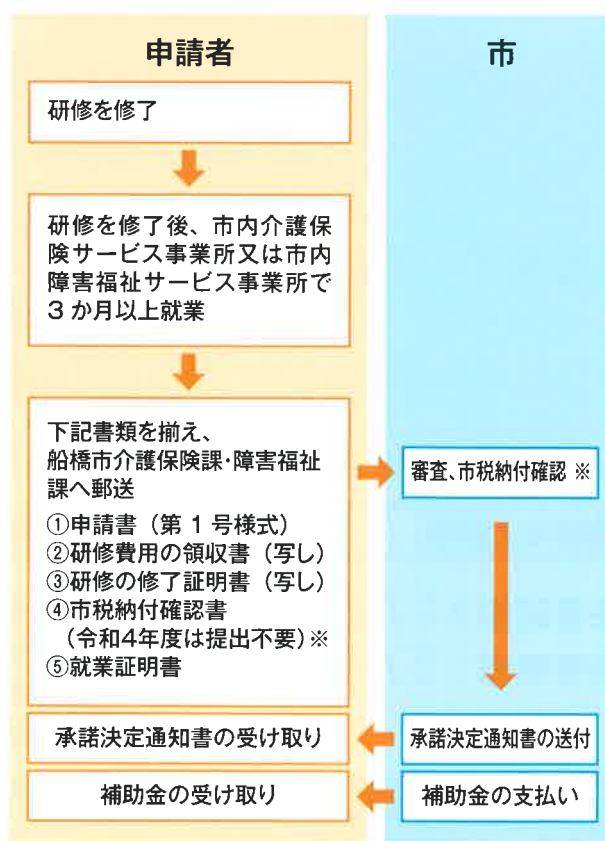 申請者
市
研修を修了
研修を修了後、市内介護保
険サービス事業所又は市内
障害福祉サービス事業所で
3か月以上就業
下記書類を揃え、
船橋市介護保険課・障害福祉
課へ郵送
①申請書(第1号様式)
②研修費用の領収書(写し)
③研修の修了証明書(写し)
④市税納付確認書
(令和4年度は提出不要)※
⑤就業証明書
審査、市税納付確認 ※
承諾決定通知書の受け取り
承諾決定通知書の送付
補助金の受け取り
補助金の支払い